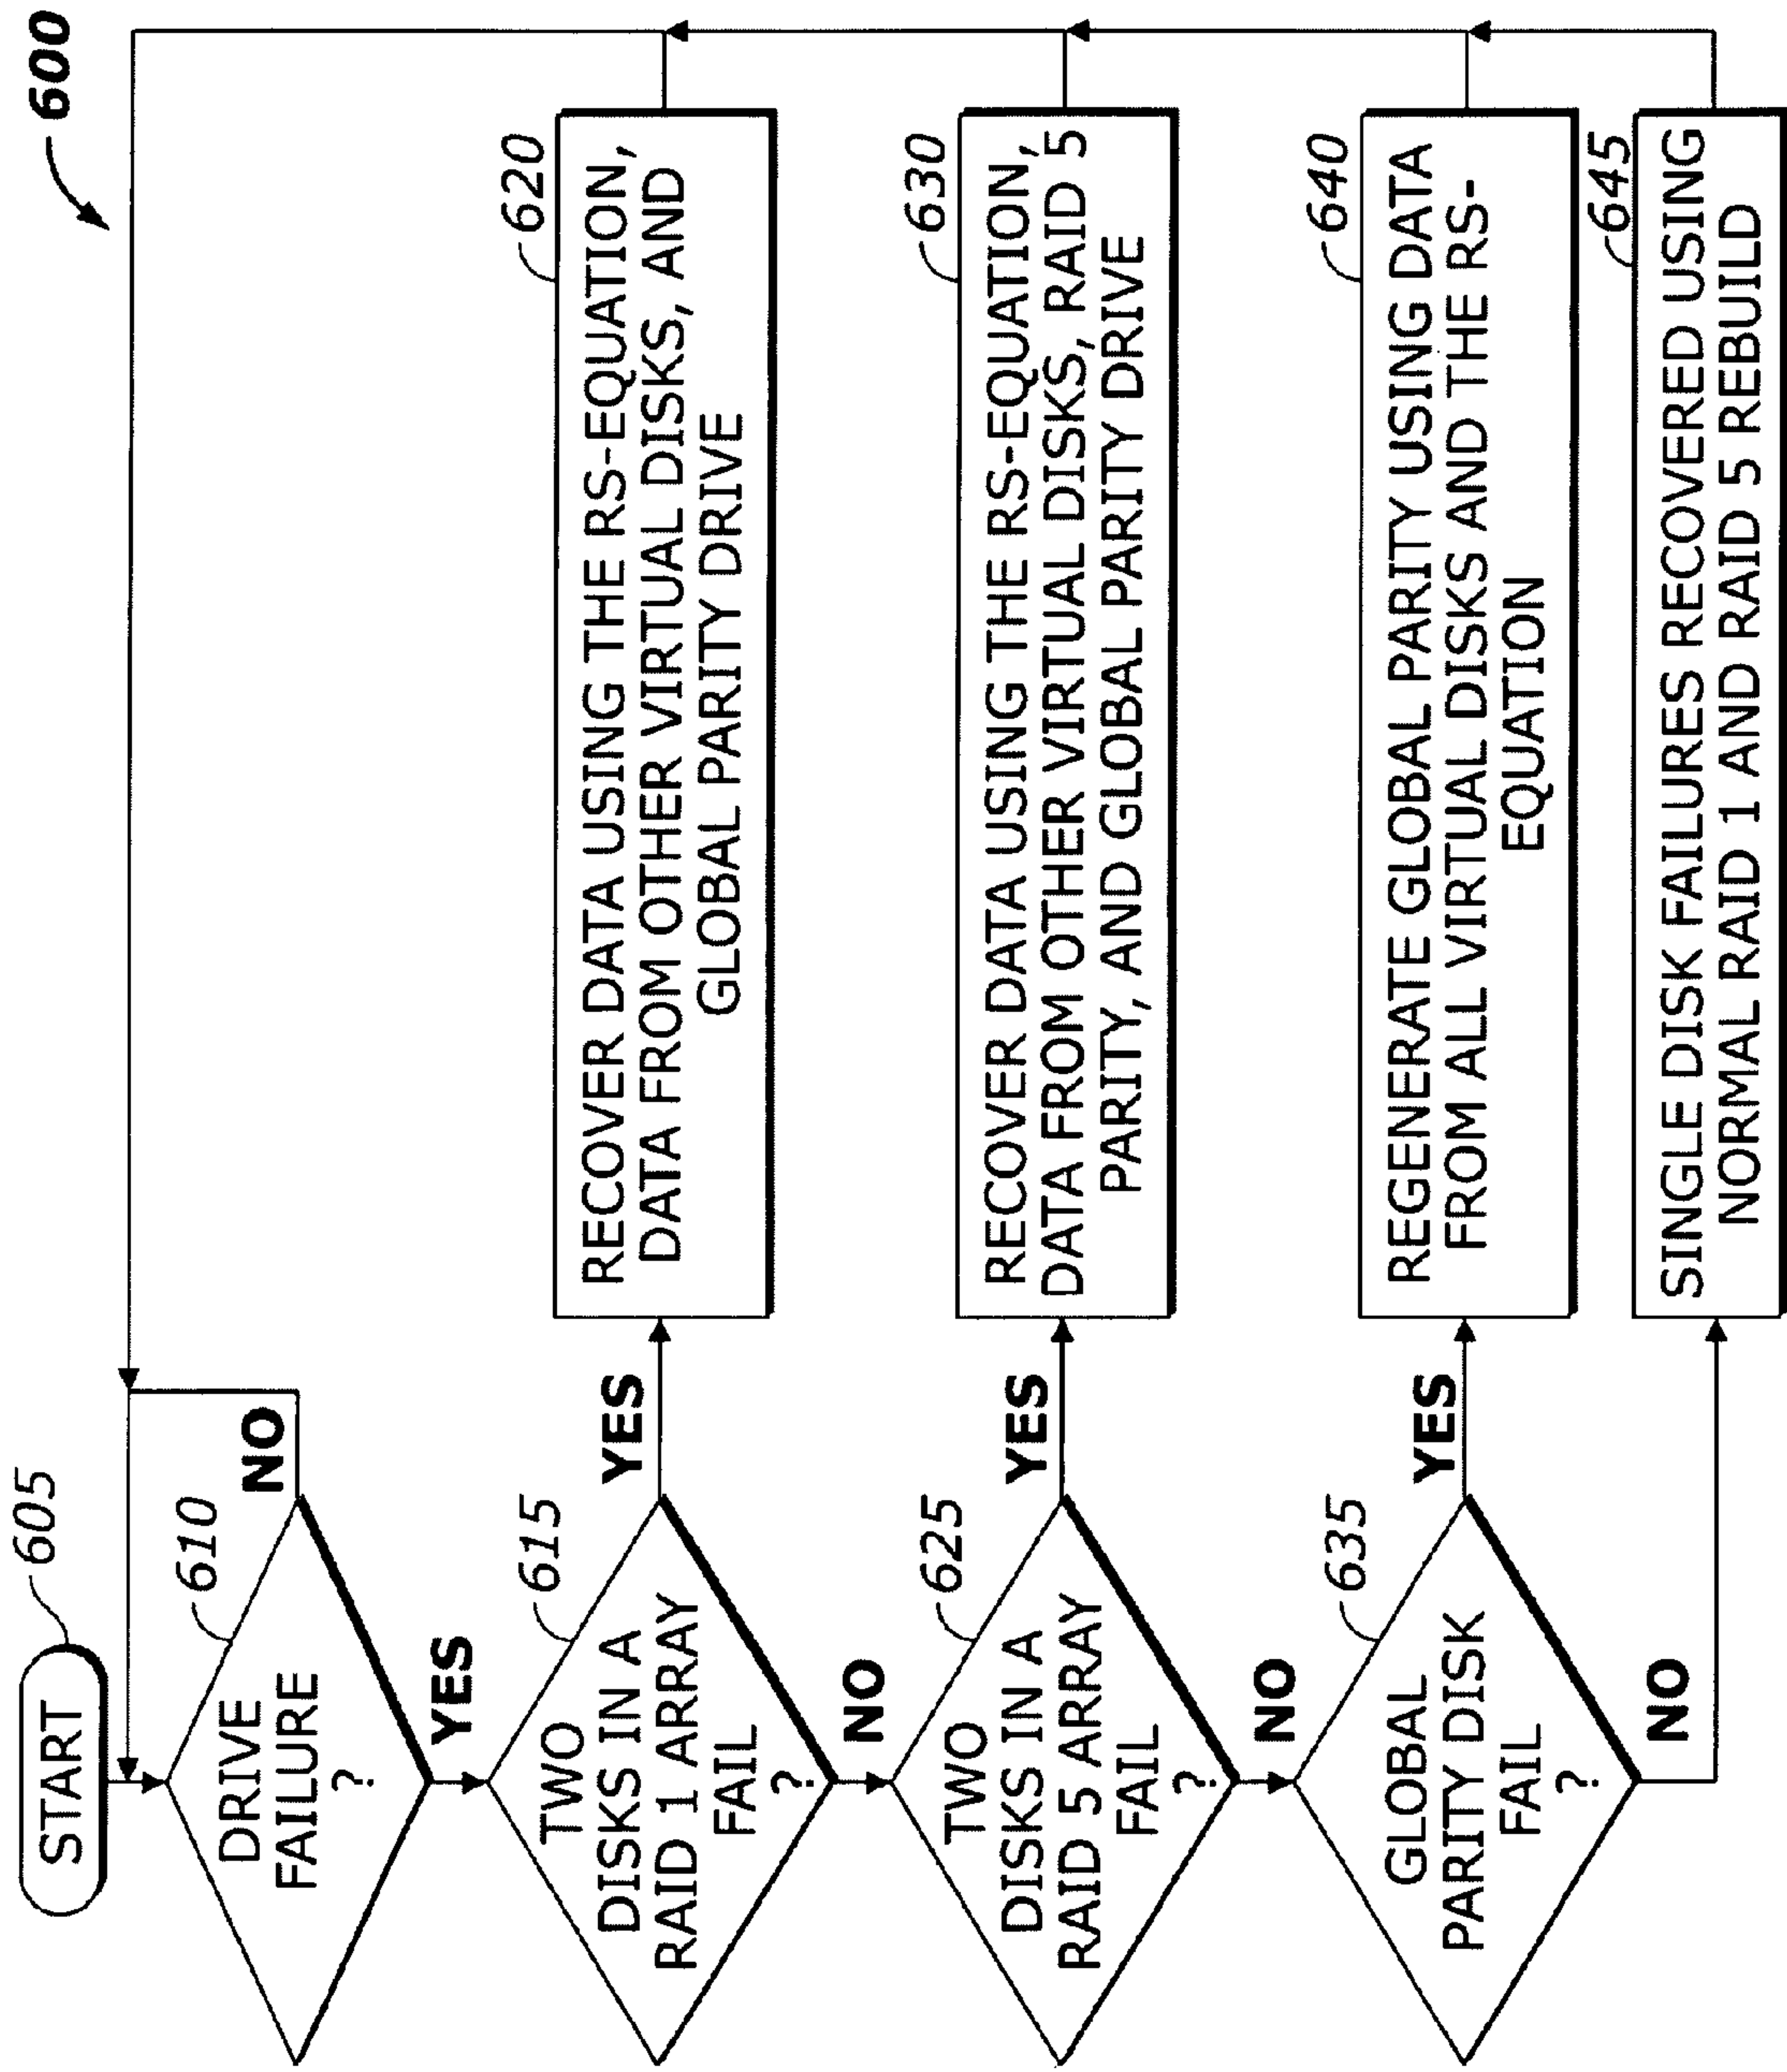 600
START
605
DRIVE
FAILURE
?
610
NO
YES
TWO
DISKS IN A
RAID 1 ARRAY
FAIL
?
615
YES
NO
RECOVER DATA USING THE RS-EQUATION,
DATA FROM OTHER VIRTUAL DISKS, AND
GLOBAL PARITY DRIVE
620
TWO
DISKS IN A
RAID 5 ARRAY
FAIL
?
625
YES
NO
RECOVER DATA USING THE RS-EQUATION,
DATA FROM OTHER VIRTUAL DISKS, RAID 5
PARITY, AND GLOBAL PARITY DRIVE
630
GLOBAL
PARITY DISK
FAIL
?
635
YES
NO
REGENERATE GLOBAL PARITY USING DATA
FROM ALL VIRTUAL DISKS AND THE RS-
EQUATION
640
SINGLE DISK FAILURES RECOVERED USING
NORMAL RAID 1 AND RAID 5 REBUILD
645